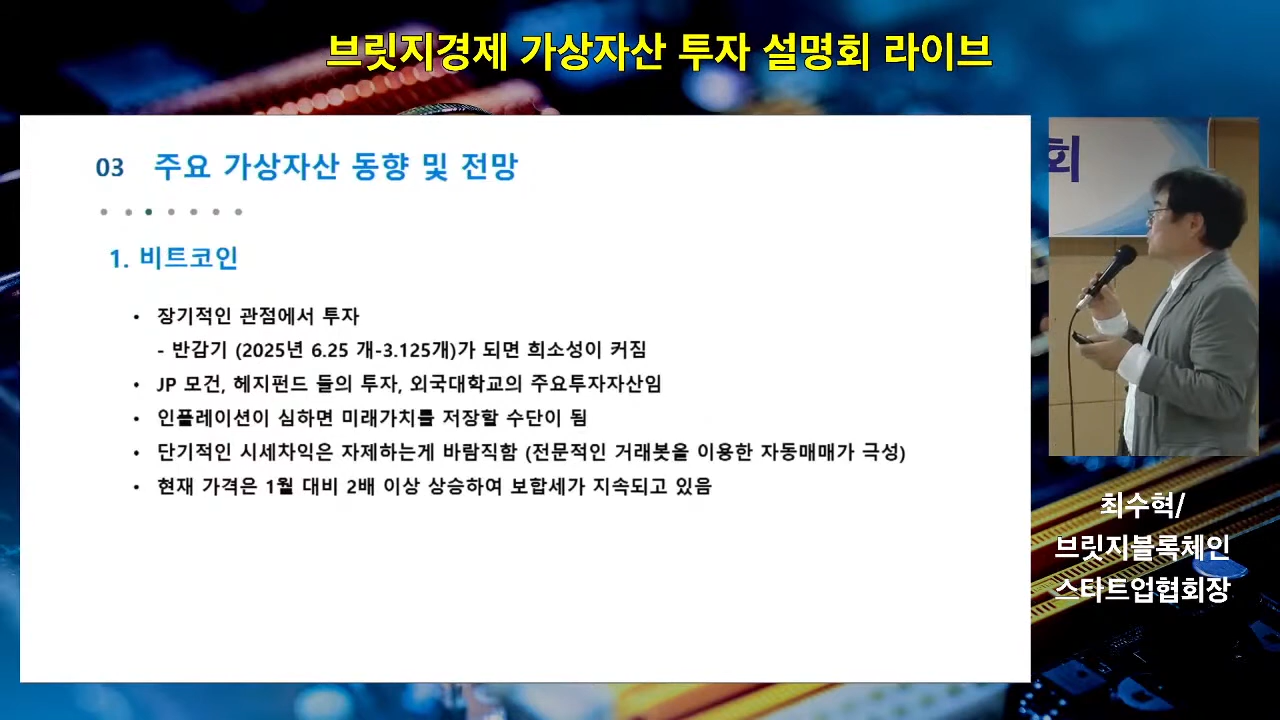 브릿지경제 가상자산 투자 설명회 라이브
03 주요 가상자산 동향 및 전망
1. 비트코인
• 장기적인 관점에서 투자
- 반감기 (2025년 6.25 개-3.125개)가 되면 희소성이 커짐
• JP 모건, 헤지펀드 들의 투자, 외국대학교의 주요투자자산임
• 인플레이션이 심하면 미래가치를 저장할 수단이 됨
• 단기적인 시세차익은 자제하는게 바람직함 (전문적인 거래봇을 이용한 자동매매가 극성)
• 현재 가격은 1월 대비 2배 이상 상승하여 보합세가 지속되고 있음
회
최수혁/
브릿지블록체인
스타트업협회장